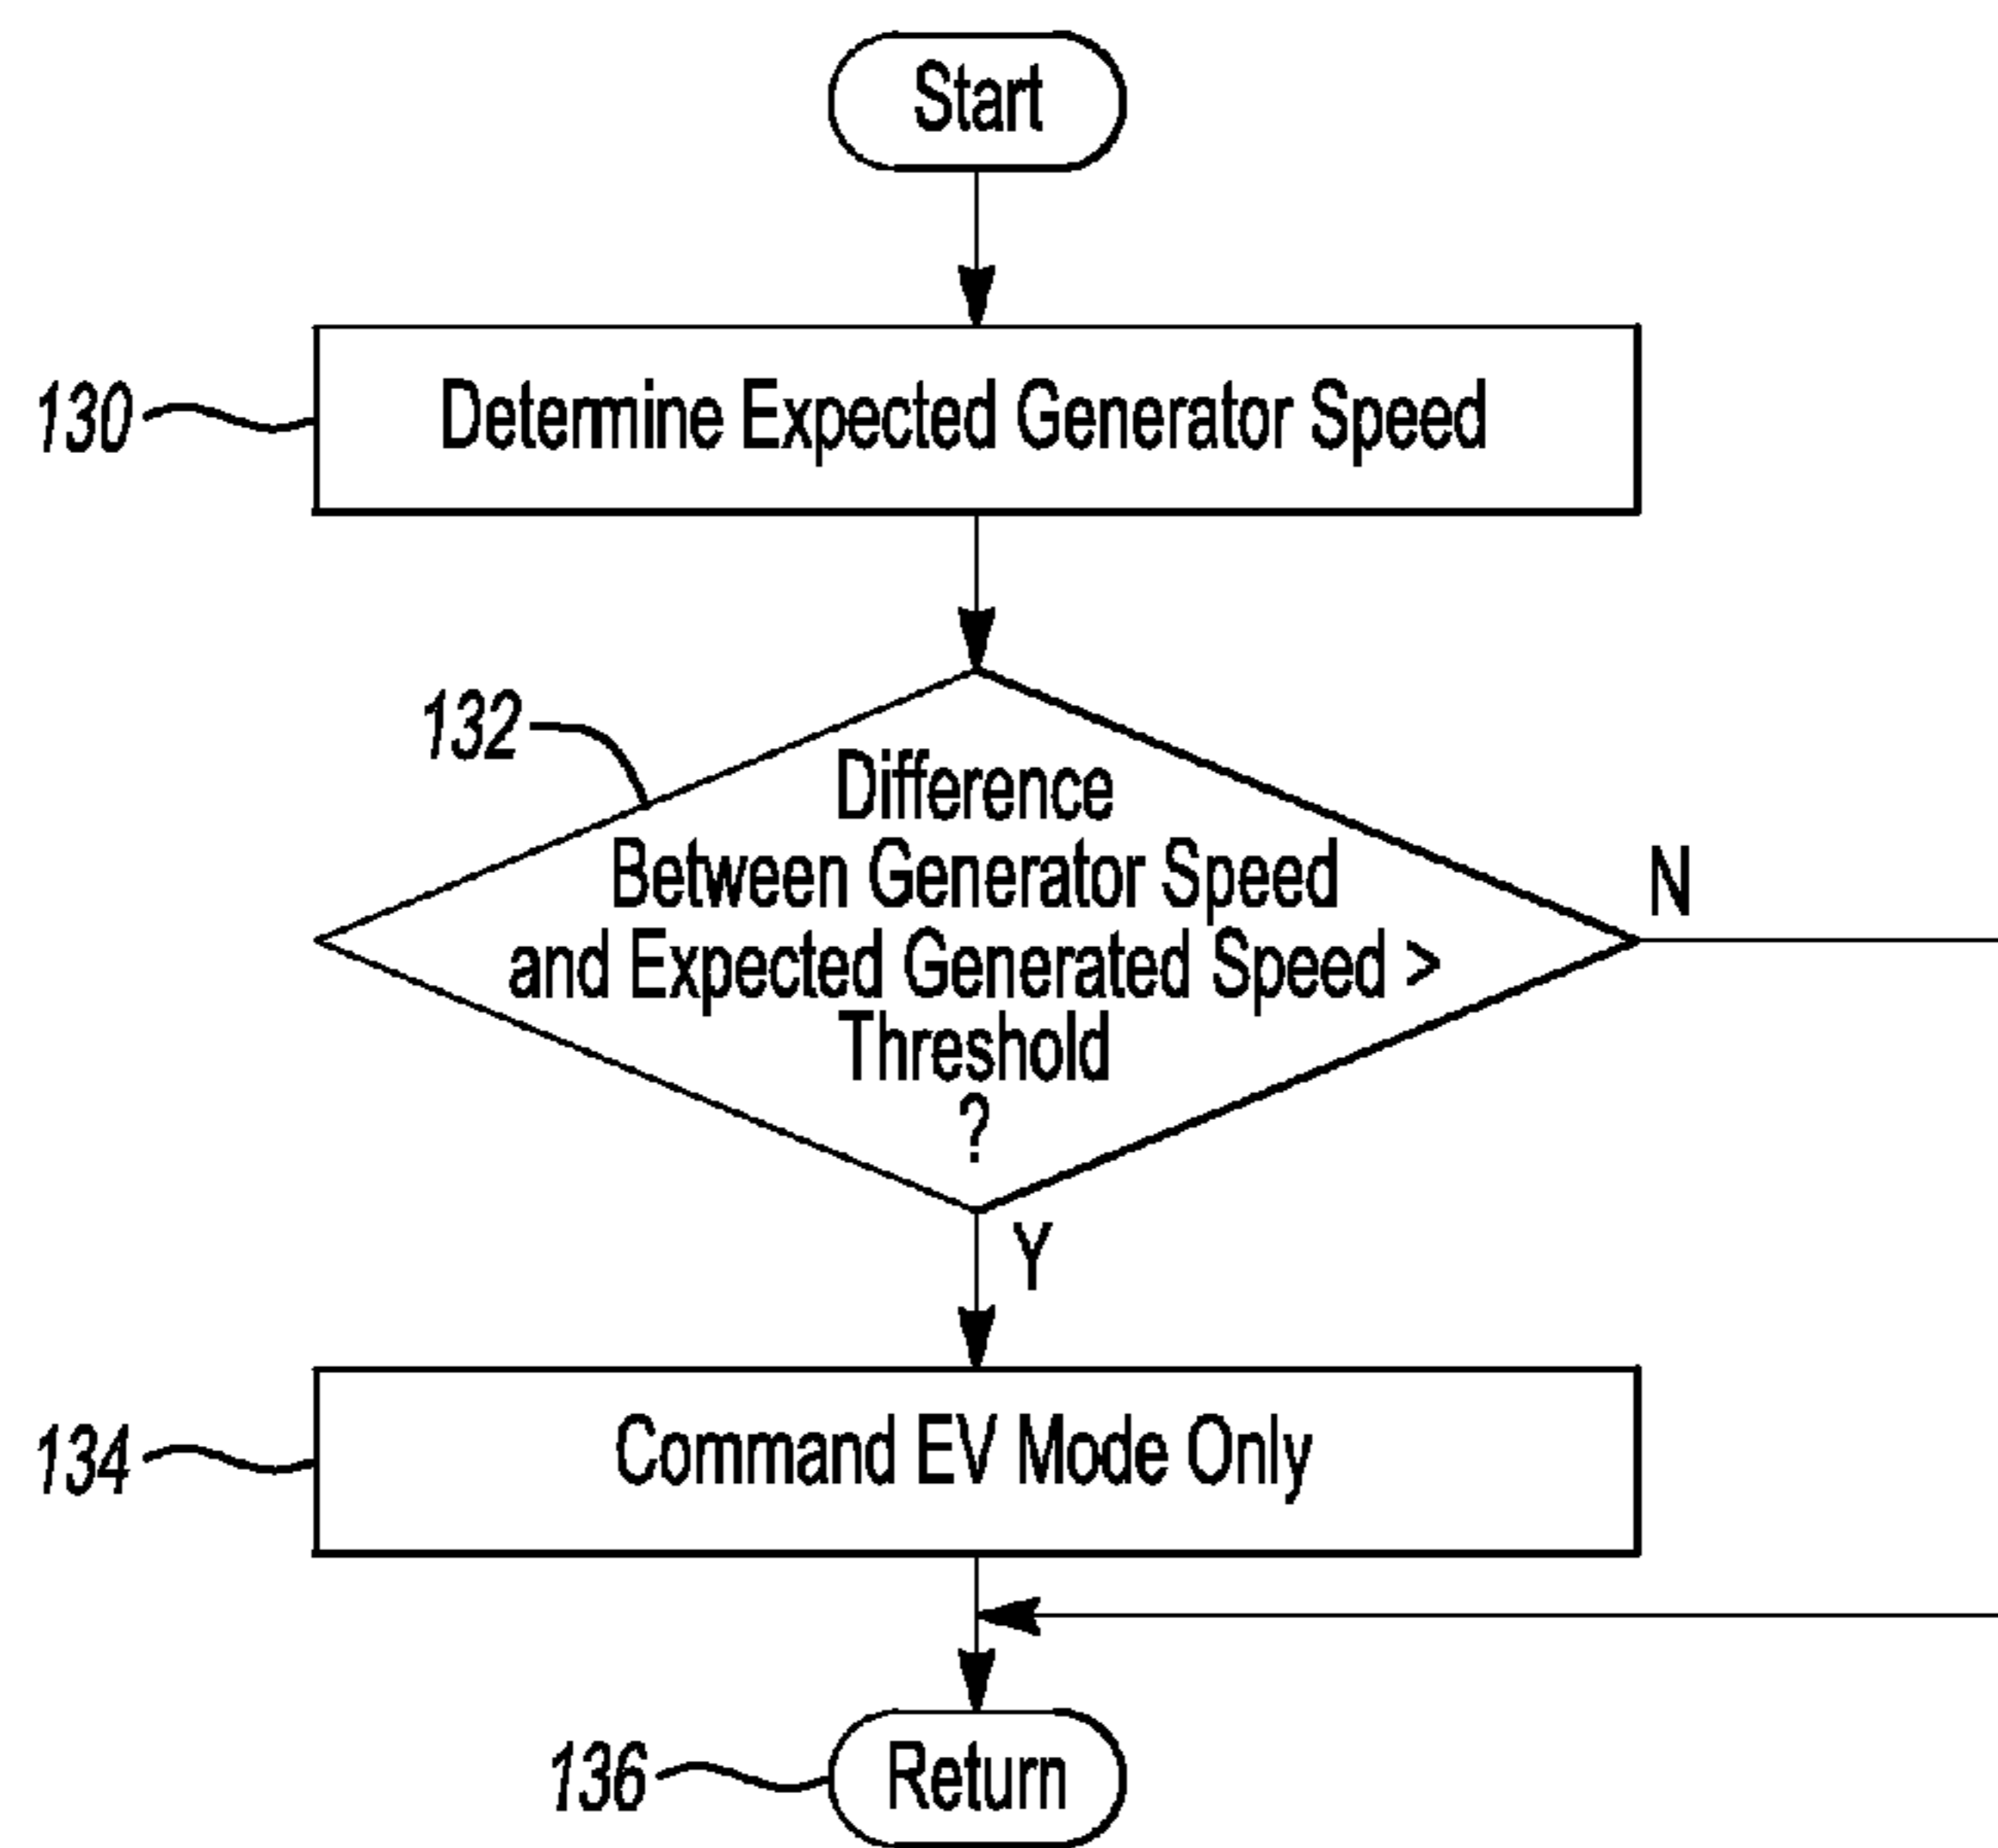 Start
130
Determine Expected Generator Speed
132
Difference
Between Generator Speed
and Expected Generated Speed >
Threshold
?
N
Y
134
Command EV Mode Only
136
Return